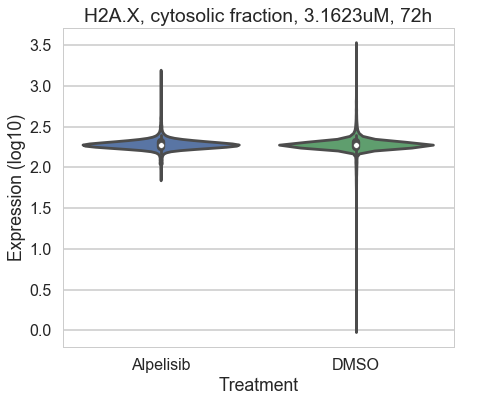 H2A.X, cytosolic fraction, 3.1623uM, 72h
3.5
3.0
2.5
2.0
1.5
1.0
0.5
0.0
Expression (log10)
Alpelisib
DMSO
Treatment